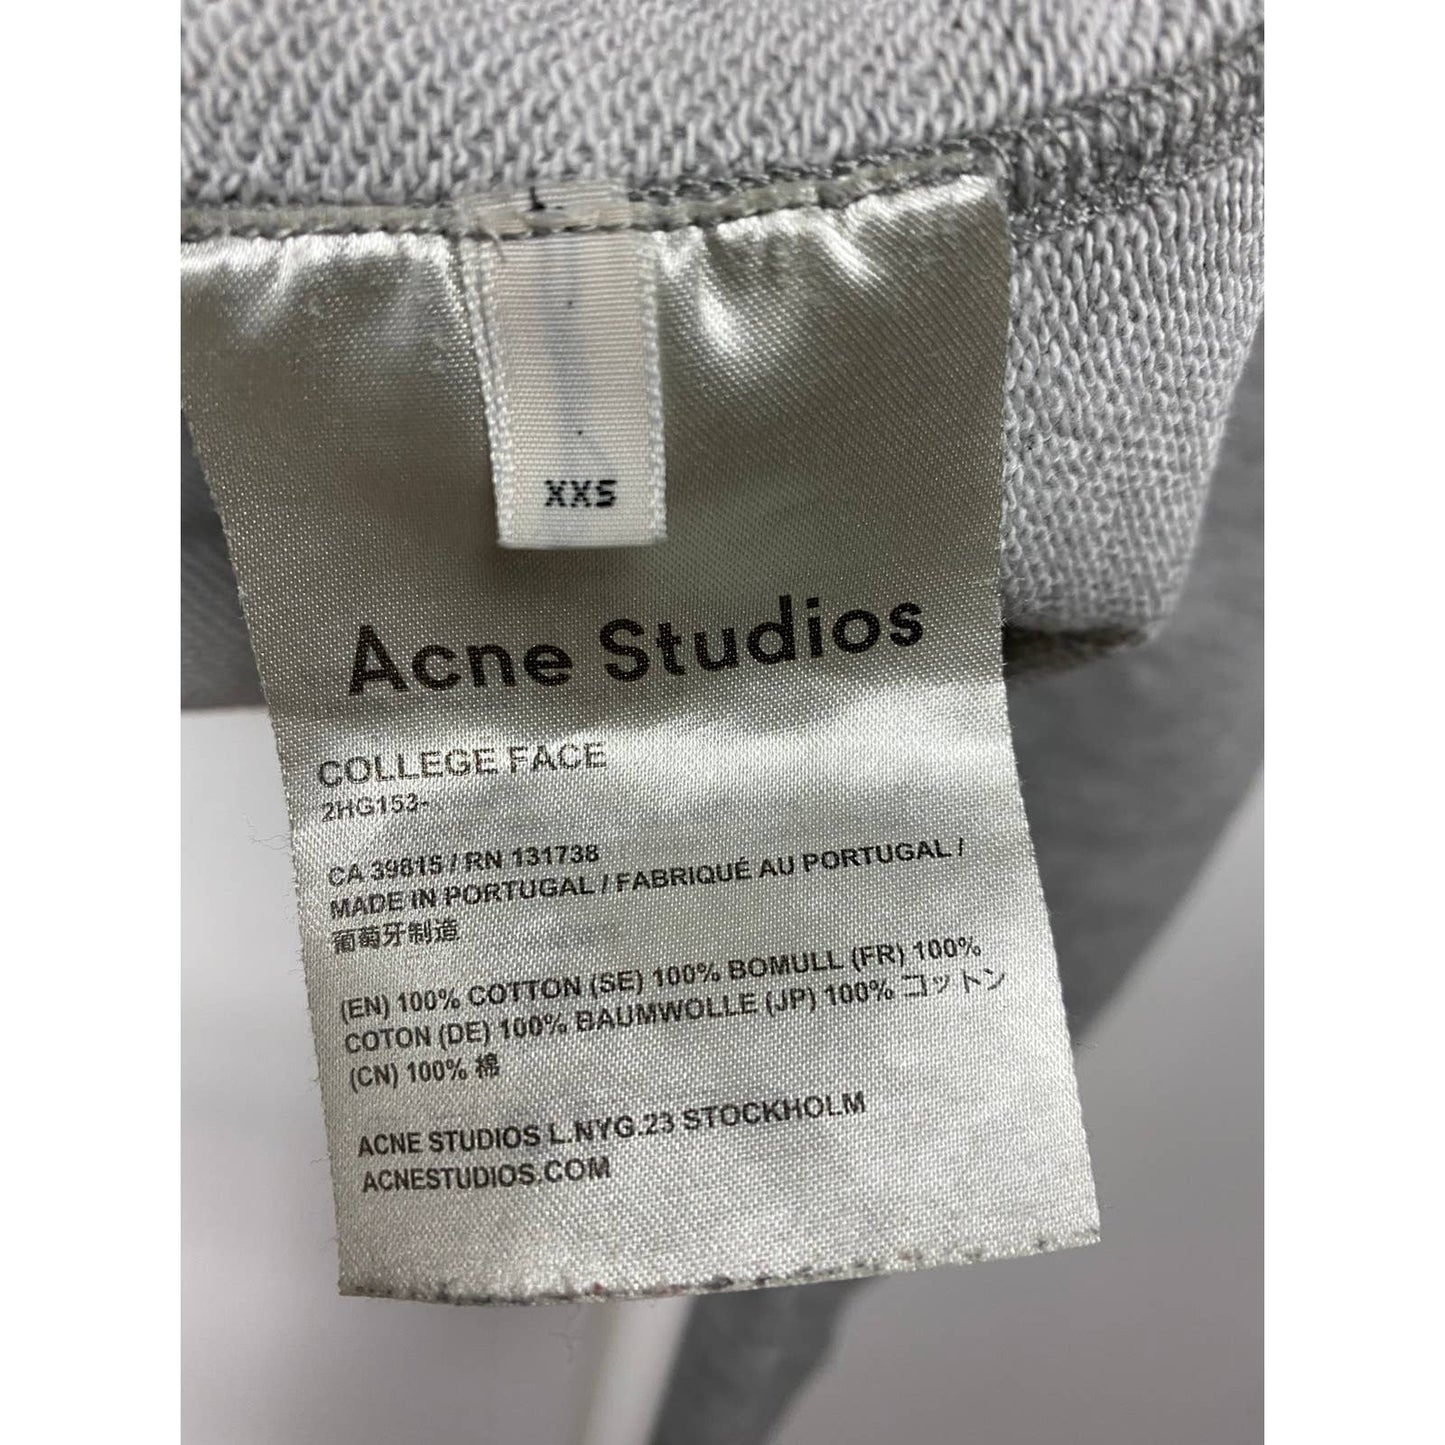 XXS
Acne Studios
COLLEGE FACE
2HG153-
CA 39815 / RN 131738
MADE IN PORTUGAL / FABRIQUÉ AU PORTUGAL /
葡萄牙制造
(EN) 100% COTTON (SE) 100% BOMULL (FR) 100%
COTON (DE) 100% BAUMWOLLE (JP) 100% コットン
(CN) 100% 棉
ACNE STUDIOS L.NYG.23 STOCKHOLM
ACNESTUDIOS.COM